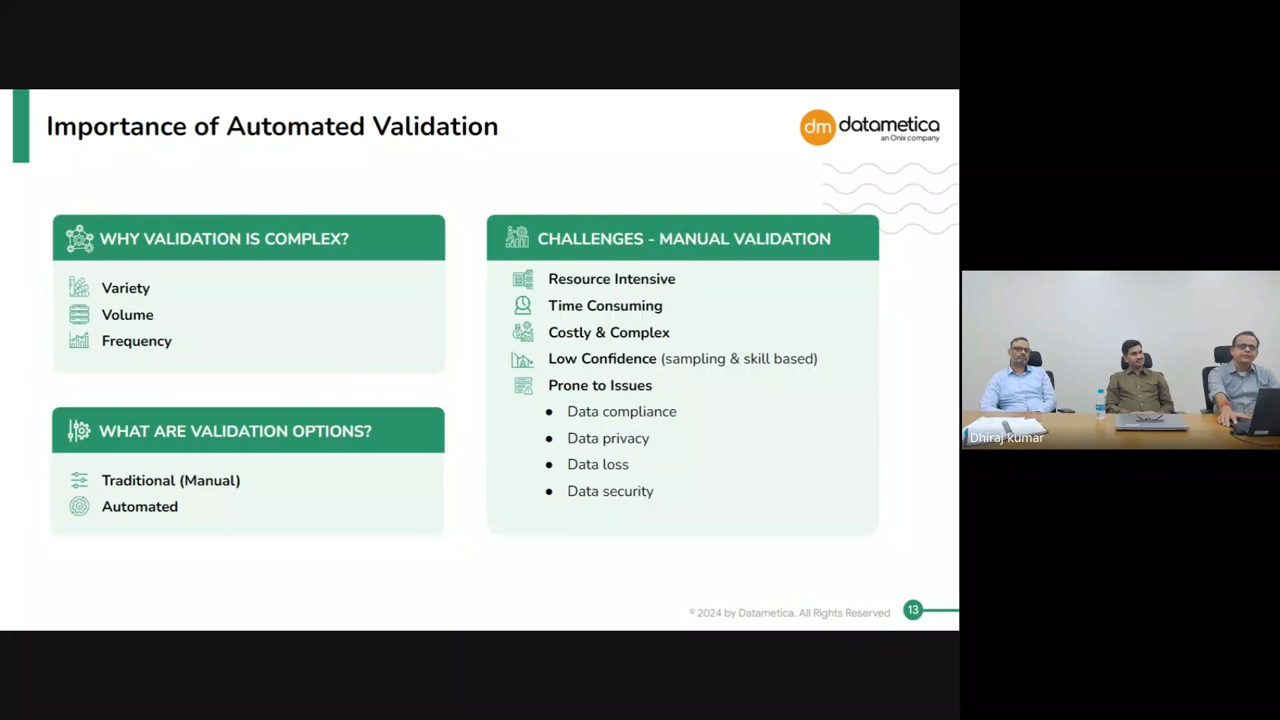 Importance of Automated Validation
dm datametica
an Onix company
WHY VALIDATION IS COMPLEX?
Variety
Volume
Frequency
WHAT ARE VALIDATION OPTIONS?
Traditional (Manual)
Automated
CHALLENGES - MANUAL VALIDATION
Resource Intensive
Time Consuming
Costly & Complex
Low Confidence (sampling & skill based)
Prone to Issues
● Data compliance
● Data privacy
● Data loss
● Data security
© 2024 by Datametica. All Rights Reserved
13
Dhiraj kumar